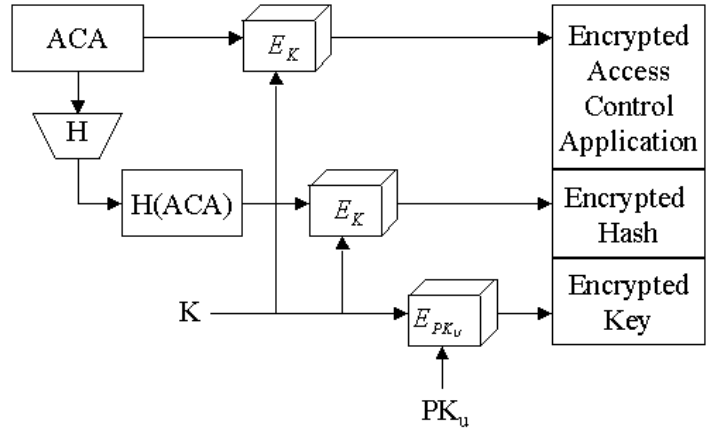 ACA
E_K
Encrypted
Access
Control
Application
H
H(ACA)
E_K
Encrypted
Hash
K
E_PK_U
Encrypted
Key
PK_u